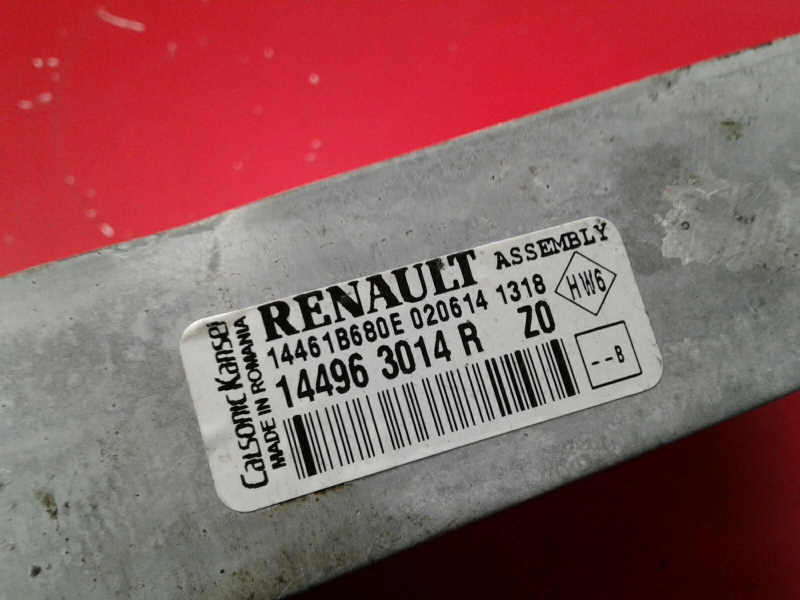 RENAULT ASSEMBLY
14461B680E 020614 1318
HW6
14496 3014 R Z0
--B
Calsonic Kansei
MADE IN ROMANIA